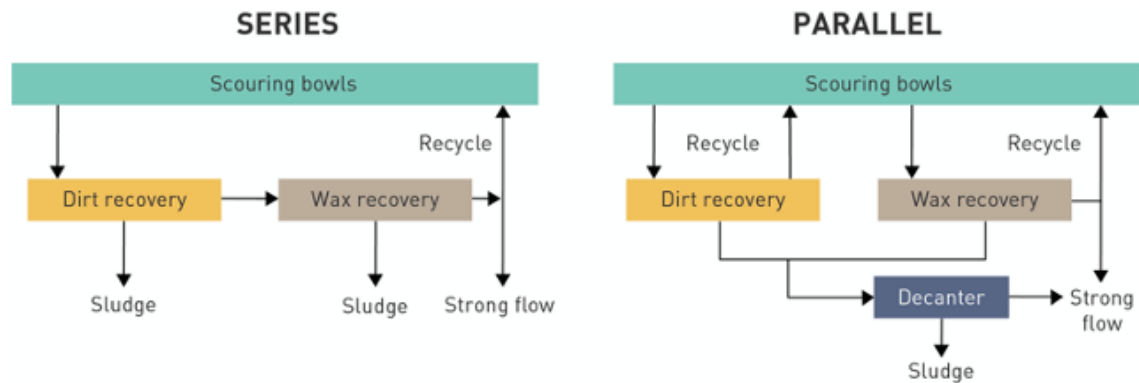 SERIES
Scouring bowls
Recycle
Dirt recovery
Wax recovery
Sludge
Sludge
Strong flow
PARALLEL
Scouring bowls
Recycle
Recycle
Dirt recovery
Wax recovery
Decanter
Strong
flow
Sludge